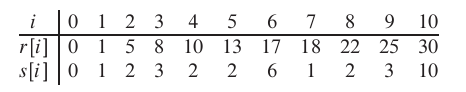 i 0 1 2 3 4 5 6 7 8 9 10
r[i] 0 1 5 8 10 13 17 18 22 25 30
s[i] 0 1 2 3 2 2 6 1 2 3 10